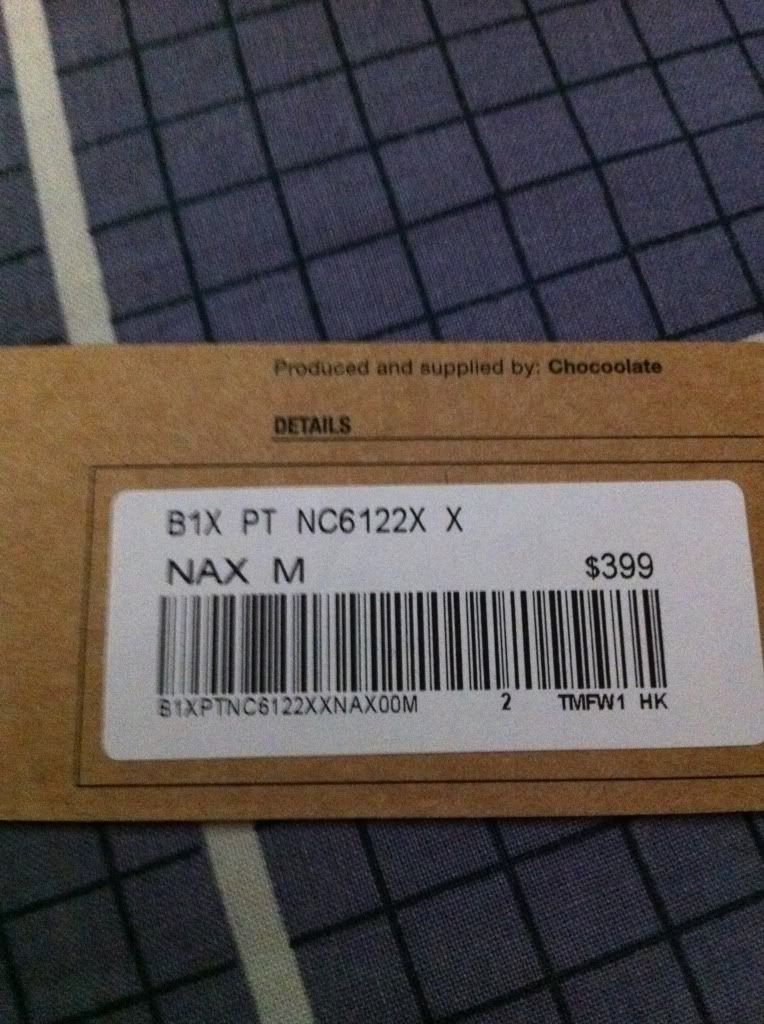 Produced and supplied by: Chocoolate
DETAILS
B1X PT NC6122X X
NAX M $399
B1XPTNC6122XXNAX00M 2 TMFW1 HK